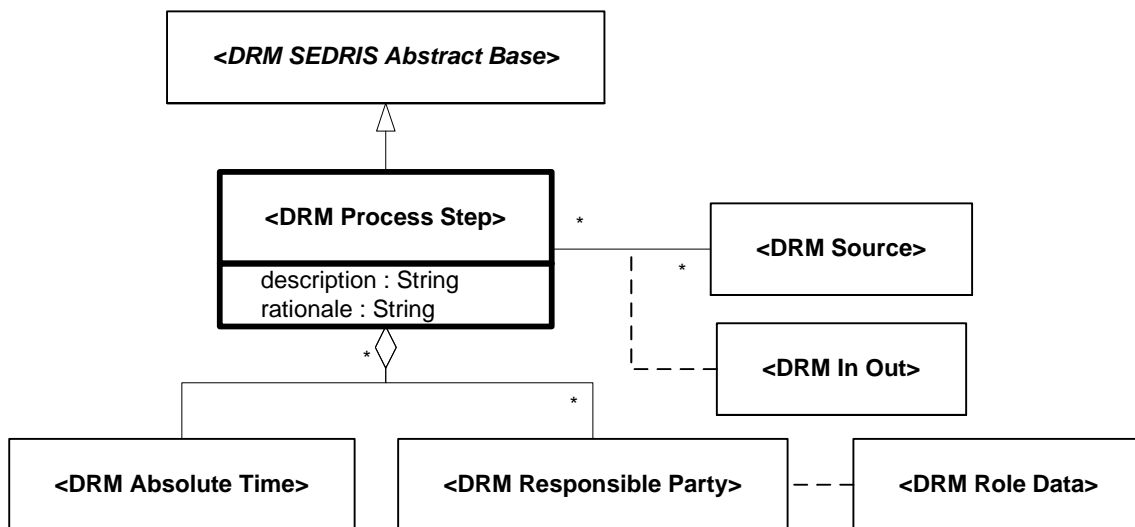 <DRM SEDRIS Abstract Base>
<DRM Process Step>
description : String
rationale : String
*
*
<DRM Source>
<DRM In Out>
*
*
<DRM Absolute Time>
<DRM Responsible Party>
<DRM Role Data>